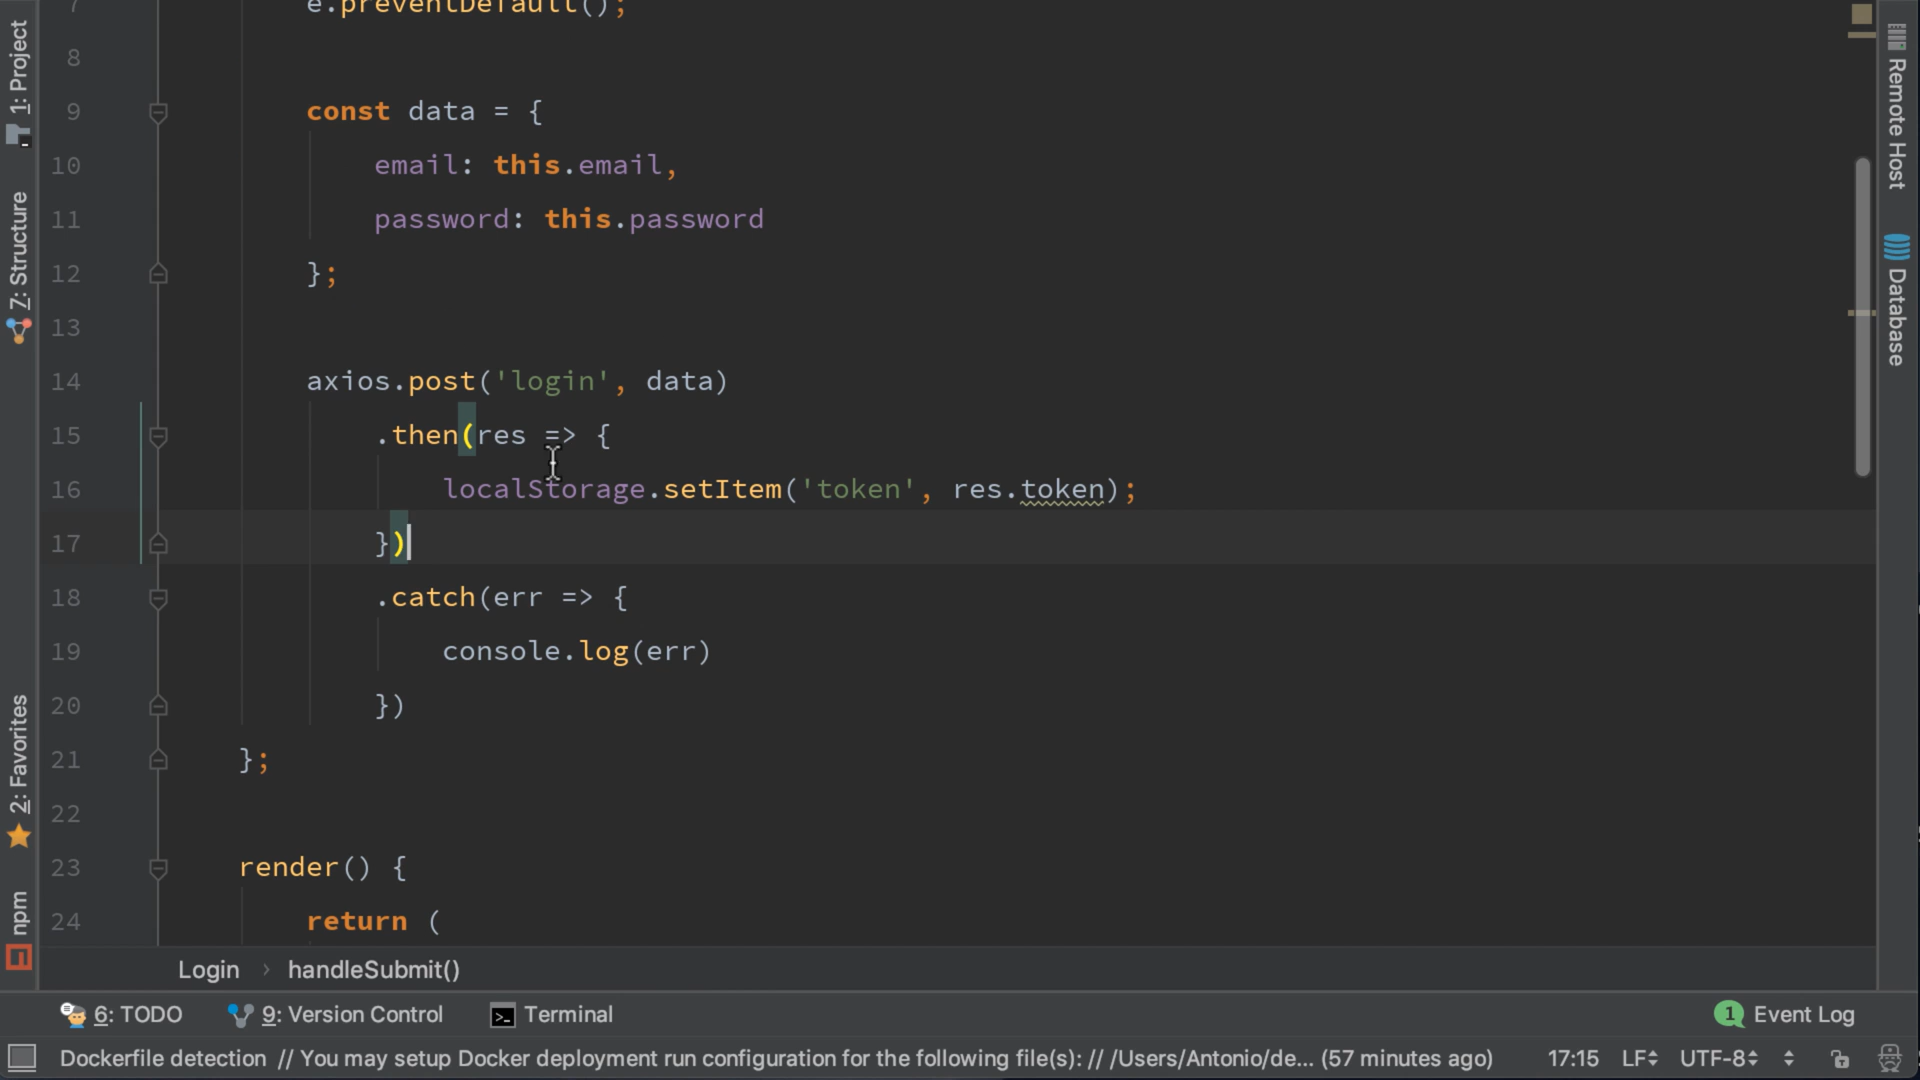 7 e.preventDefault();
8
9 const data = {
10 email: this.email,
11 password: this.password
12 };
13
14 axios.post('login', data)
15 .then(res => {
16 localStorage.setItem('token', res.token);
17 })
18 .catch(err => {
19 console.log(err)
20 })
21 };
22
23 render() {
24 return (
1: Project
7: Structure
2: Favorites
npm
Remote Host
Database
Login › handleSubmit()
6: TODO 9: Version Control Terminal 1 Event Log
Dockerfile detection // You may setup Docker deployment run configuration for the following file(s): // /Users/Antonio/de... (57 minutes ago) 17:15 LF UTF-8